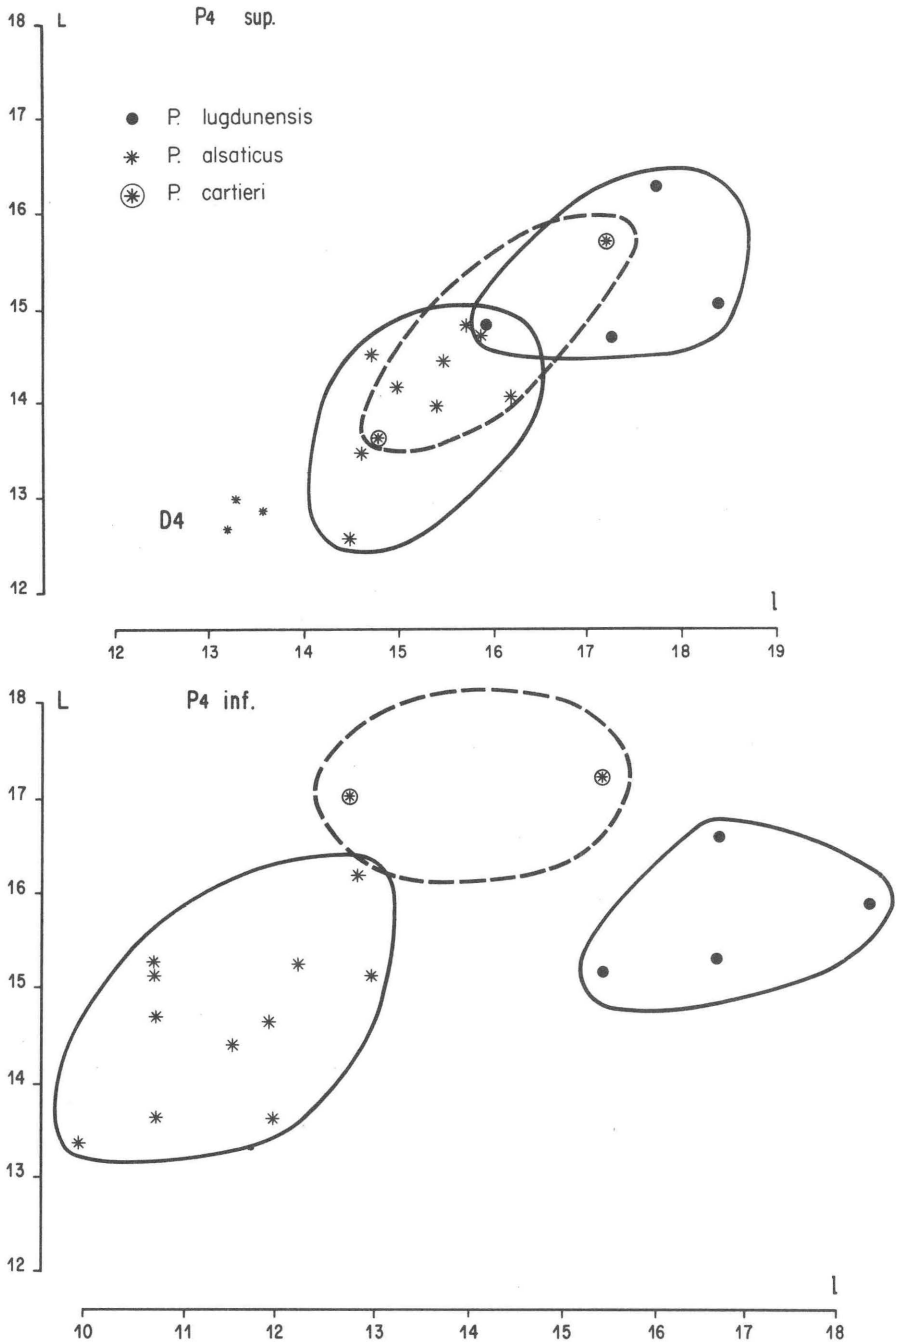 18 L P4 sup.
17
● P. lugdunensis
✳ P. alsaticus
16
P. cartieri
15
14
13
D4
12
l
12 13 14 15 16 17 18 19
18 L P4 inf.
17
16
15
14
13
12
l
10 11 12 13 14 15 16 17 18